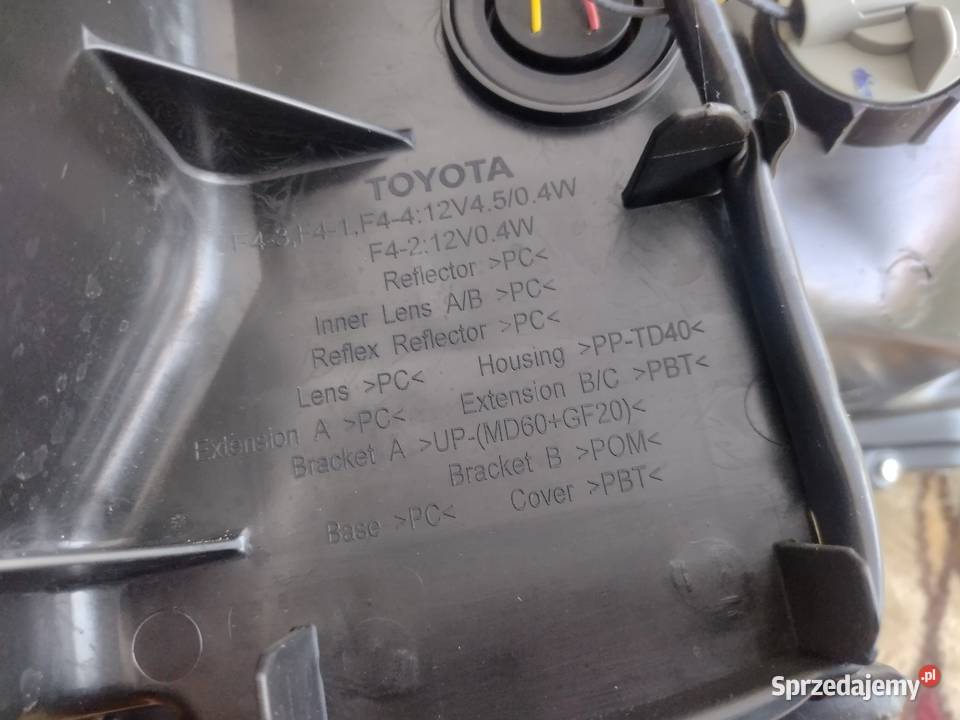 TOYOTA
F4-3,F4-1,F4-4:12V4.5/0.4W
F4-2:12V0.4W
Reflector >PC<
Inner Lens A/B >PC<
Reflex Reflector >PC<
Lens >PC< Housing >PP-TD40<
Extension A >PC< Extension B/C >PBT<
Bracket A >UP-(MD60+GF20)<
Bracket B >POM<
Base >PC< Cover >PBT<
Sprzedajemy.pl